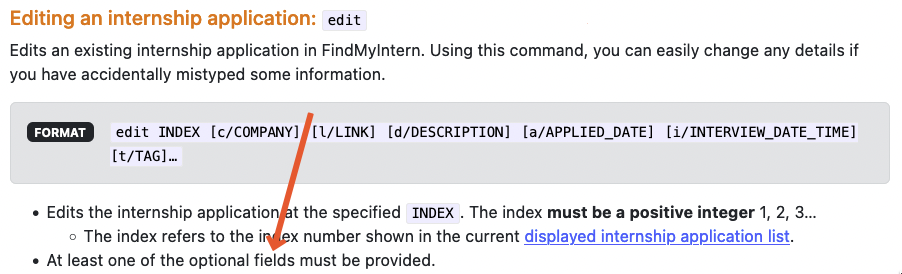 Editing an internship application: edit
Edits an existing internship application in FindMyIntern. Using this command, you can easily change any details if
you have accidentally mistyped some information.
FORMAT edit INDEX [c/COMPANY] [l/LINK] [d/DESCRIPTION] [a/APPLIED_DATE] [i/INTERVIEW_DATE_TIME]
[t/TAG]…
• Edits the internship application at the specified INDEX. The index must be a positive integer 1, 2, 3…
◦ The index refers to the index number shown in the current displayed internship application list.
• At least one of the optional fields must be provided.